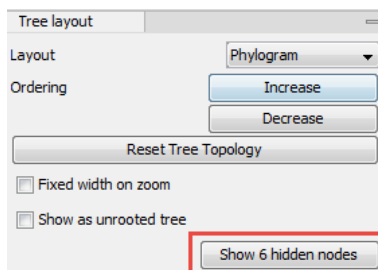 Tree layout
Layout Phylogram
Ordering Increase
Decrease
Reset Tree Topology
Fixed width on zoom
Show as unrooted tree
Show 6 hidden nodes